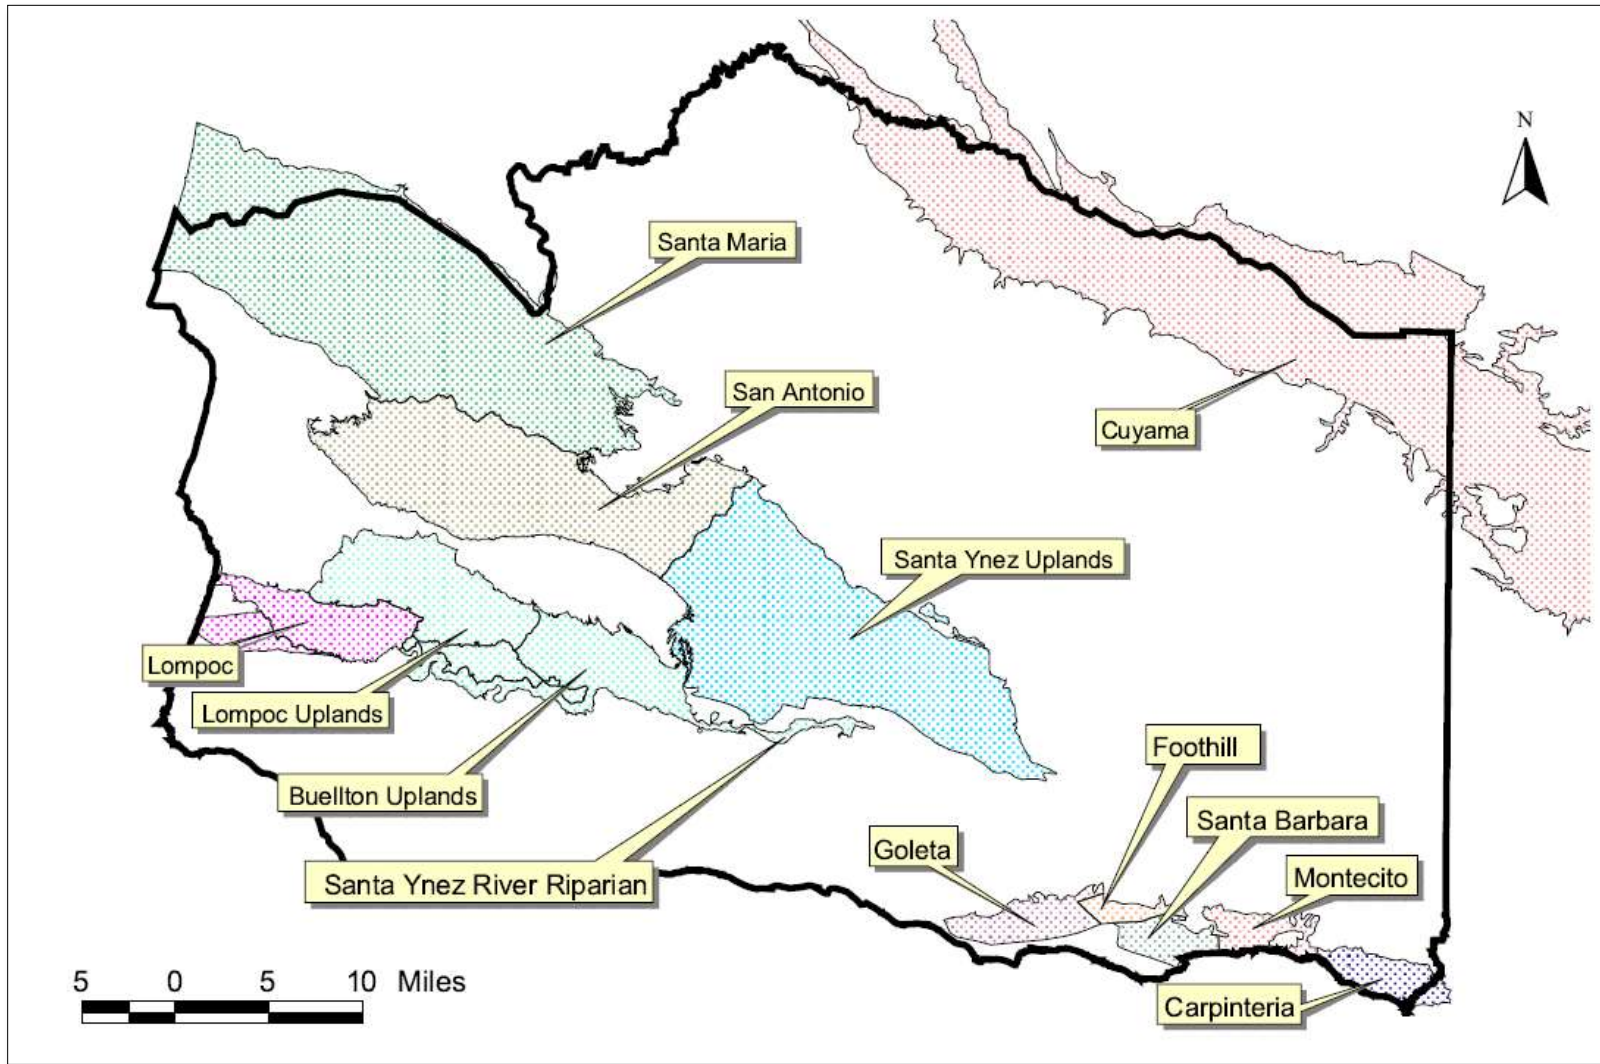 N
Santa Maria
San Antonio
Cuyama
Santa Ynez Uplands
Lompoc
Lompoc Uplands
Foothill
Buellton Uplands
Santa Barbara
Goleta
Montecito
Santa Ynez River Riparian
5 0 5 10 Miles
Carpinteria